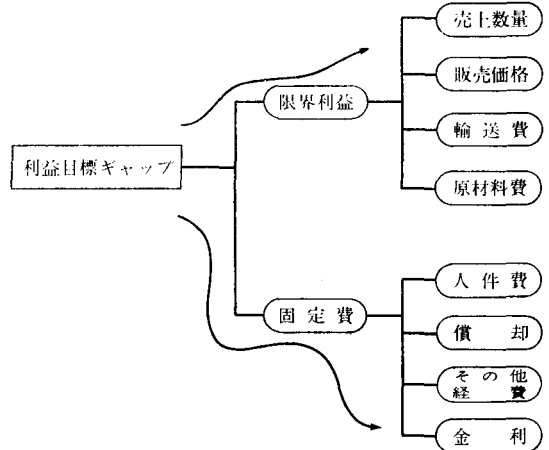 売上数量
販売価格
限界利益
輸送費
利益目標ギャップ
原材料費
人件費
固定費
償却
その他
経費
金利